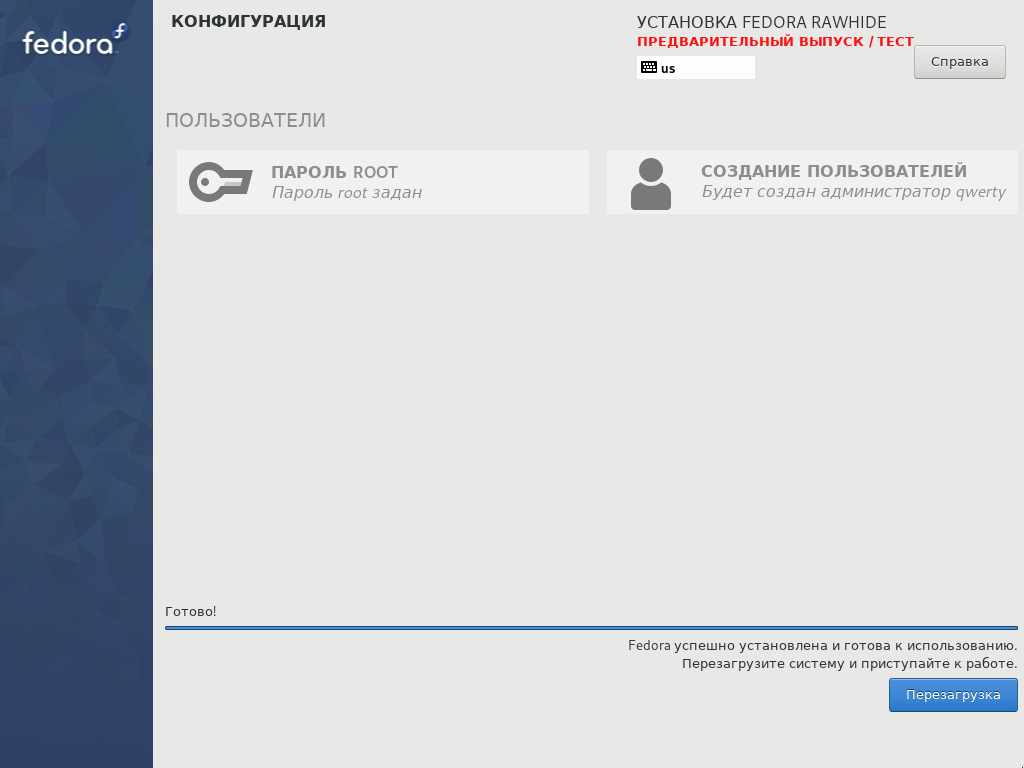 fedora
КОНФИГУРАЦИЯ
УСТАНОВКА FEDORA RAWHIDE
ПРЕДВАРИТЕЛЬНЫЙ ВЫПУСК / ТЕСТ
us
Справка
ПОЛЬЗОВАТЕЛИ
ПАРОЛЬ ROOT
Пароль root задан
СОЗДАНИЕ ПОЛЬЗОВАТЕЛЕЙ
Будет создан администратор qwerty
Готово!
Fedora успешно установлена и готова к использованию.
Перезагрузите систему и приступайте к работе.
Перезагрузка